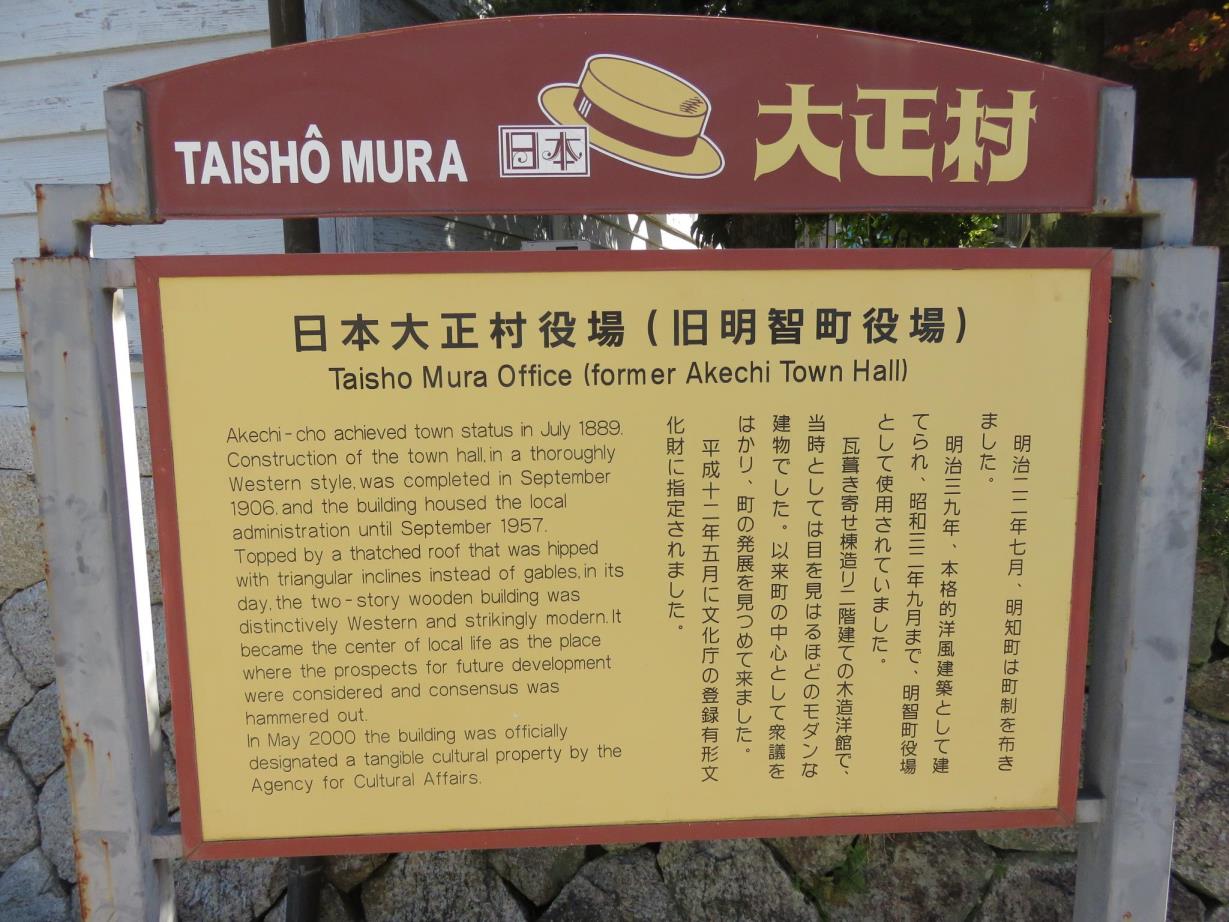 TAISHÔ MURA
日本
大正村
日本大正村役場(旧明智町役場)
Taisho Mura Office (former Akechi Town Hall)
Akechi-cho achieved town status in July 1889.
Construction of the town hall, in a thoroughly
Western style, was completed in September
1906, and the building housed the local
administration until September 1957.
Topped by a thatched roof that was hipped
with triangular inclines instead of gables, in its
day, the two-story wooden building was
distinctively Western and strikingly modern. It
became the center of local life as the place
where the prospects for future development
were considered and consensus was
hammered out.
In May 2000 the building was officially
designated a tangible cultural property by the
Agency for Cultural Affairs.
明治二二年七月、明知町は町制を布き
ました。
明治三九年、本格的洋風建築として建
てられ、昭和三二年九月まで、明智町役場
として使用されていました。
瓦葺き寄せ棟造り二階建ての木造洋館で、
当時としては目を見はるほどのモダンな
建物でした。以来町の中心として衆議を
はかり、町の発展を見つめて来ました。
平成十二年五月に文化庁の登録有形文
化財に指定されました。